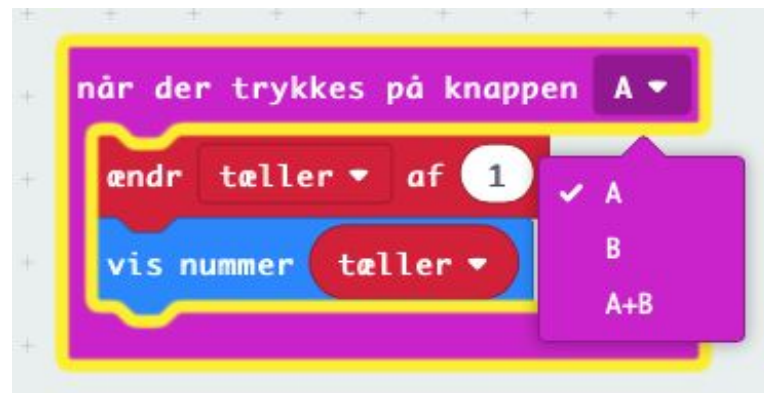 når der trykkes på knappen A
ændr tæller af 1
vis nummer tæller
A
B
A+B